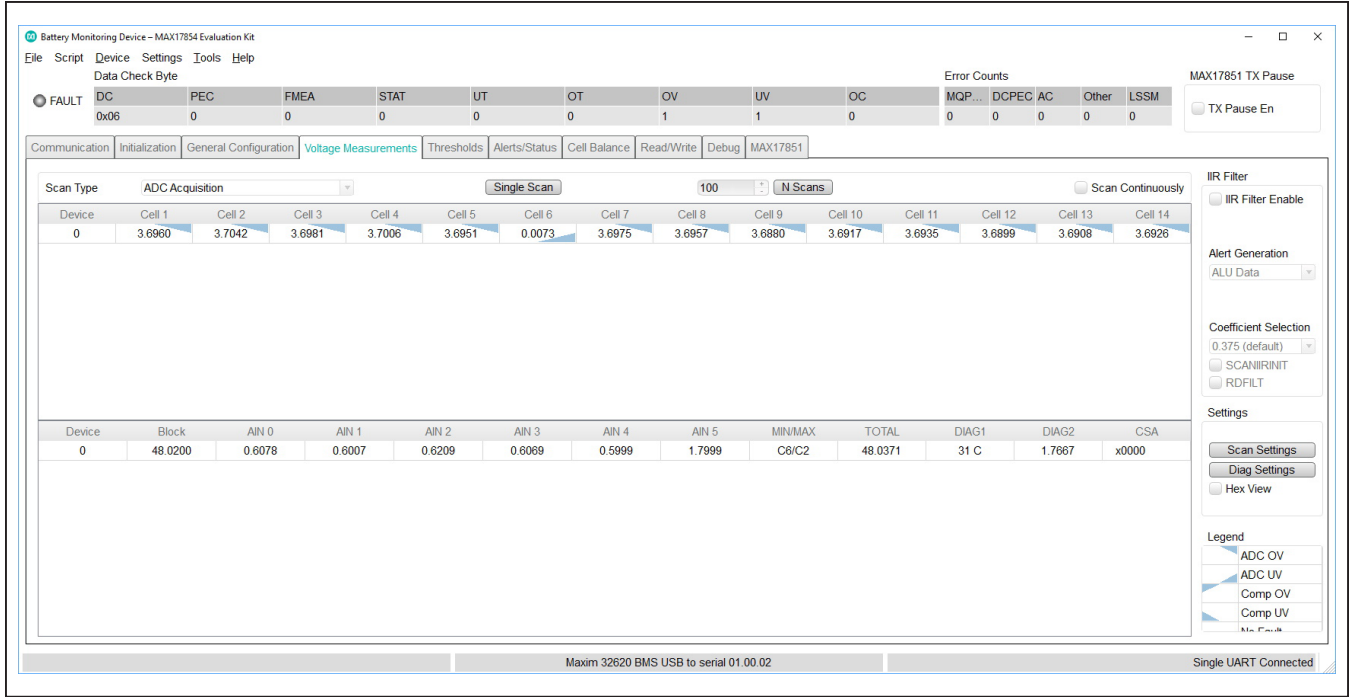 Battery Monitoring Device – MAX17854 Evaluation Kit
File Script Device Settings Tools Help
Data Check Byte Error Counts MAX17851 TX Pause
FAULT DC PEC FMEA STAT UT OT OV UV OC MQP... DCPEC AC Other LSSM
0x06 0 0 0 0 0 1 1 0 0 0 0 0 0 TX Pause En
Communication Initialization General Configuration Voltage Measurements Thresholds Alerts/Status Cell Balance Read/Write Debug MAX17851
Scan Type ADC Acquisition Single Scan 100 N Scans Scan Continuously
Device Cell 1 Cell 2 Cell 3 Cell 4 Cell 5 Cell 6 Cell 7 Cell 8 Cell 9 Cell 10 Cell 11 Cell 12 Cell 13 Cell 14
0 3.6960 3.7042 3.6981 3.7006 3.6951 0.0073 3.6975 3.6957 3.6880 3.6917 3.6935 3.6899 3.6908 3.6926
Device Block AIN 0 AIN 1 AIN 2 AIN 3 AIN 4 AIN 5 MIN/MAX TOTAL DIAG1 DIAG2 CSA
0 48.0200 0.6078 0.6007 0.6209 0.6069 0.5999 1.7999 C6/C2 48.0371 31 C 1.7667 x0000
IIR Filter
IIR Filter Enable
Alert Generation
ALU Data
Coefficient Selection
0.375 (default)
SCANIIRINIT
RDFILT
Settings
Scan Settings
Diag Settings
Hex View
Legend
ADC OV
ADC UV
Comp OV
Comp UV
No Fault
Maxim 32620 BMS USB to serial 01.00.02 Single UART Connected